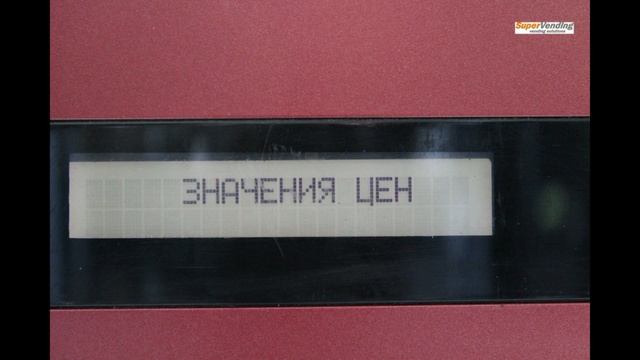 SuperVending
vending solutions
ЗНАЧЕНИЯ ЦЕН